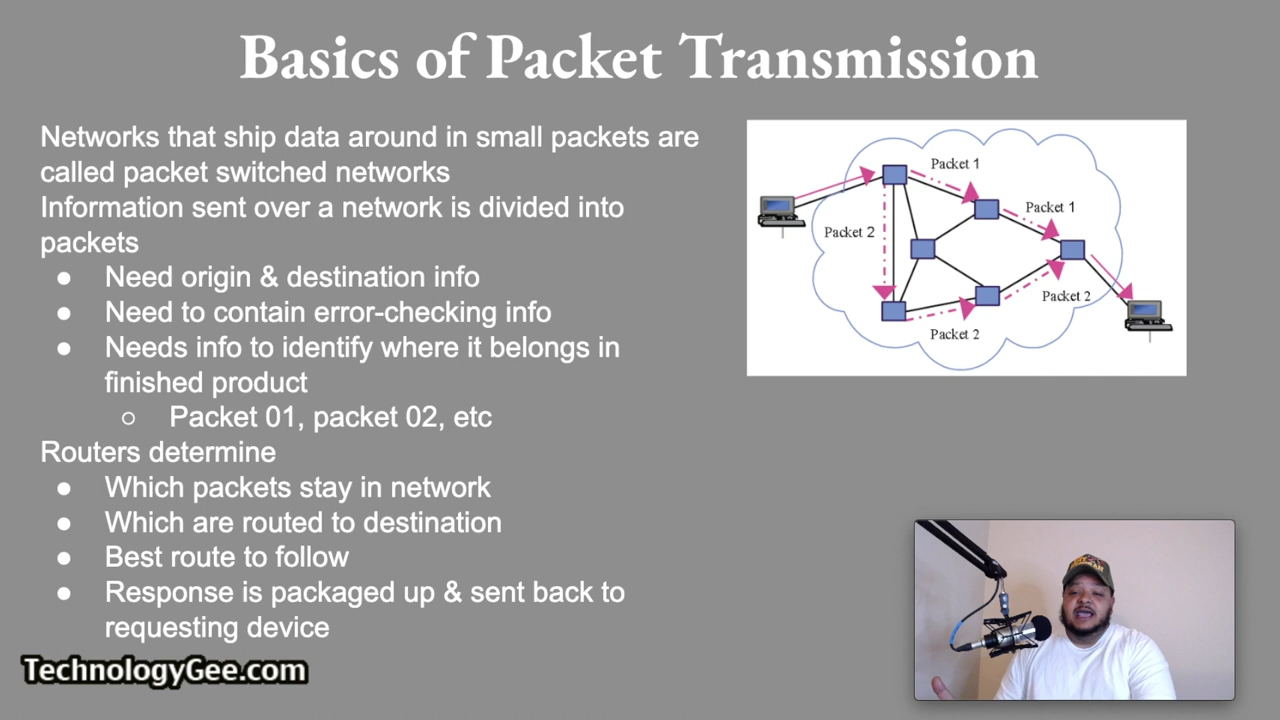 Basics of Packet Transmission
Networks that ship data around in small packets are
called packet switched networks
Information sent over a network is divided into
packets
● Need origin & destination info
● Need to contain error-checking info
● Needs info to identify where it belongs in
finished product
○ Packet 01, packet 02, etc
Routers determine
● Which packets stay in network
● Which are routed to destination
● Best route to follow
● Response is packaged up & sent back to
requesting device
TechnologyGee.com
Packet 1
Packet 1
Packet 2
Packet 2
Packet 2